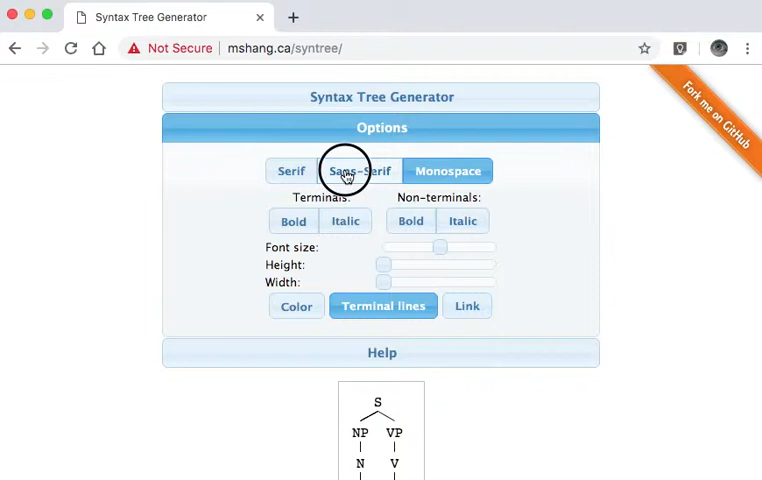 Syntax Tree Generator
Not Secure mshang.ca/syntree/
Fork me on GitHub
Syntax Tree Generator
Options
Serif Sans-Serif Monospace
Terminals: Non-terminals:
Bold Italic Bold Italic
Font size:
Height:
Width:
Color Terminal lines Link
Help
S
NP VP
N V